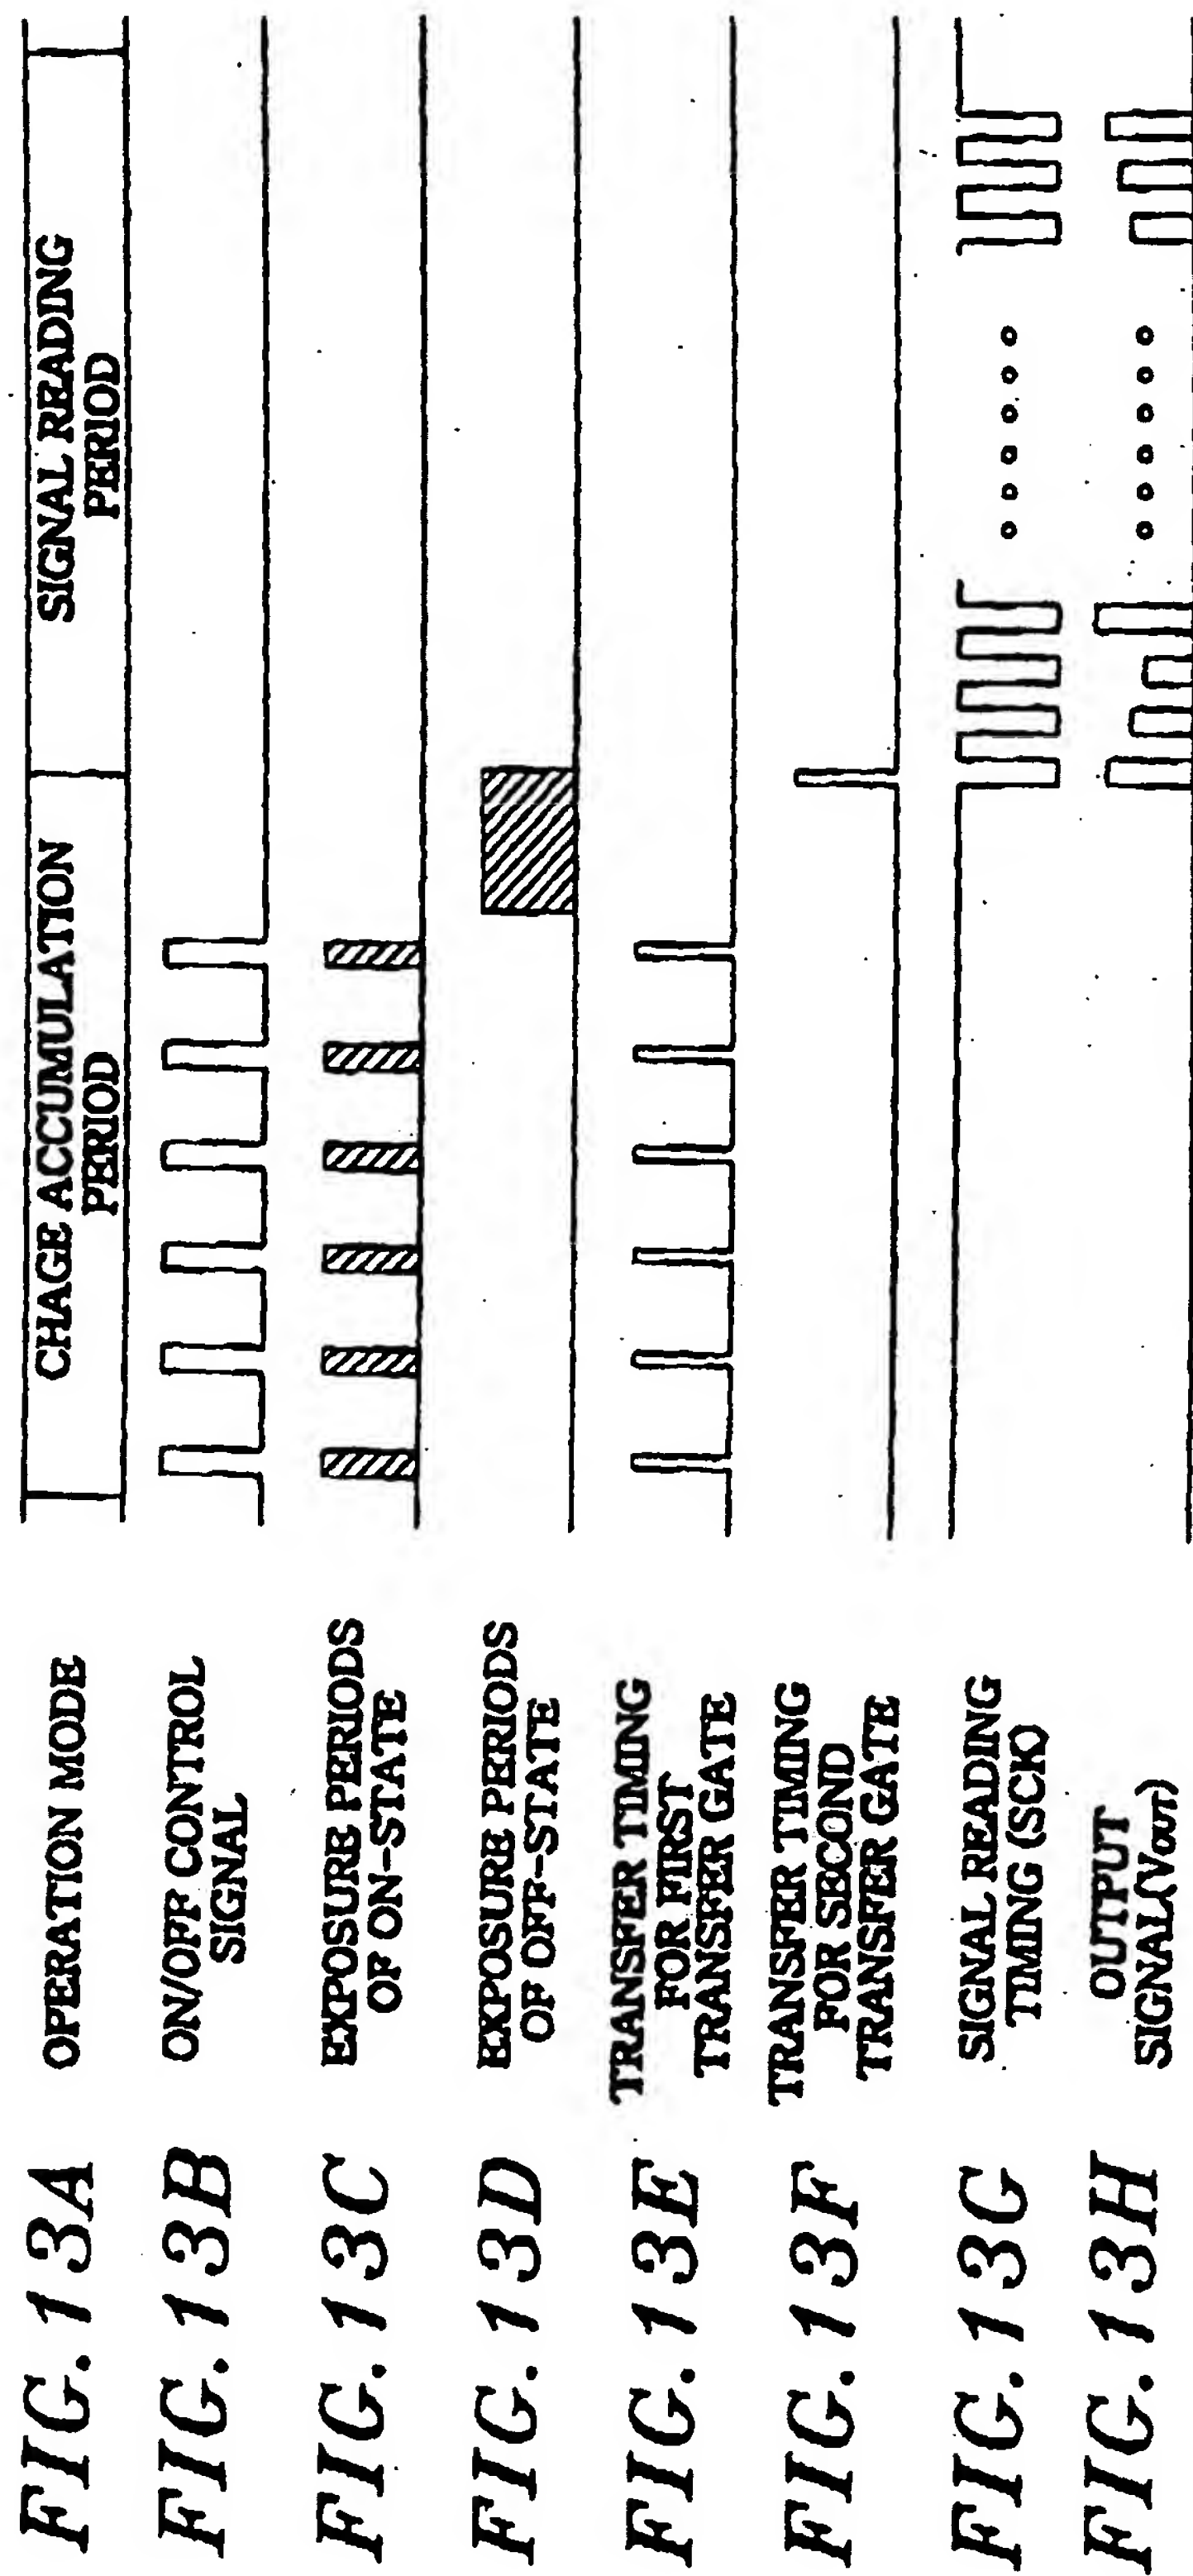 FIG. 13A
OPERATION MODE
CHAGE ACCUMULATION
PERIOD
SIGNAL READING
PERIOD
FIG. 13B
ON/OFF CONTROL
SIGNAL
FIG. 13C
EXPOSURE PERIODS
OF ON-STATE
FIG. 13D
EXPOSURE PERIODS
OF OFF-STATE
FIG. 13E
TRANSFER TIMING
FOR FIRST
TRANSFER GATE
FIG. 13F
TRANSFER TIMING
FOR SECOND
TRANSFER GATE
FIG. 13G
SIGNAL READING
TIMING (SCK)
FIG. 13H
OUTPUT
SIGNAL(VOUT)